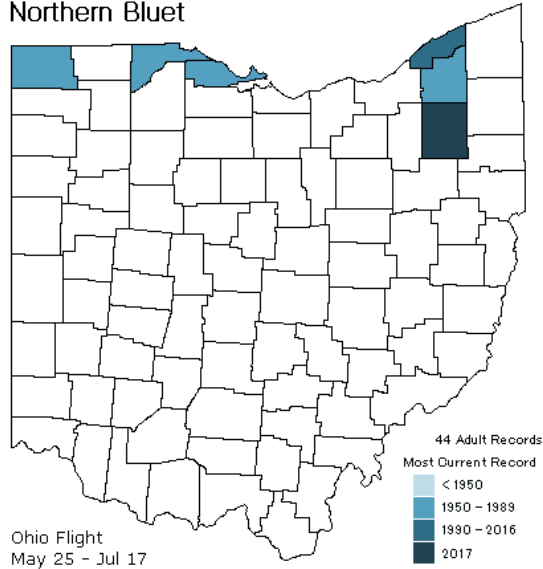 Northern Bluet
44 Adult Records
Most Current Record
< 1950
1950 - 1989
1990 - 2016
2017
Ohio Flight
May 25 - Jul 17